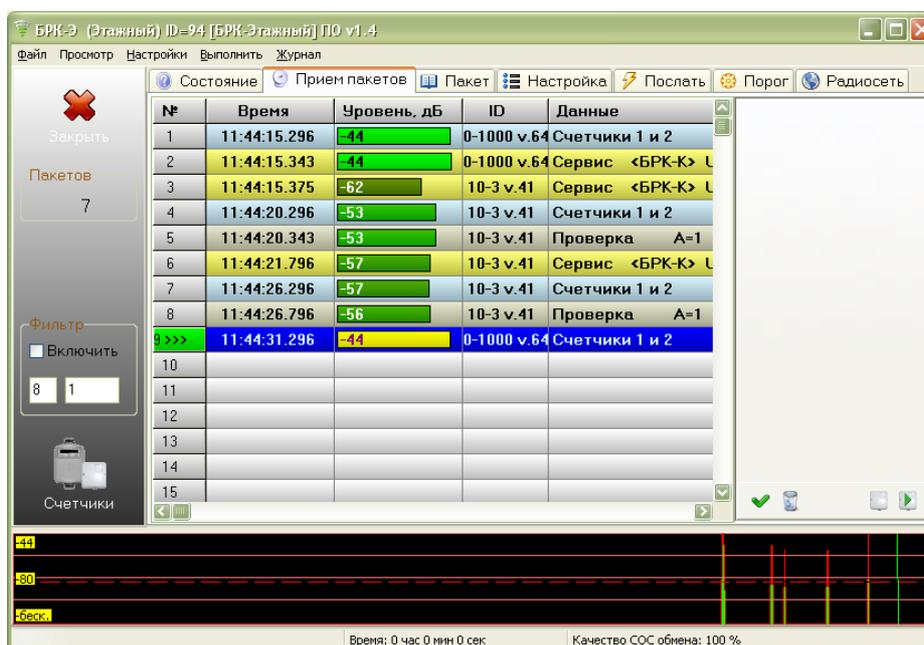 БРК-Э (Этажный) ID=94 [БРК-Этажный] ПО v1.4
Файл Просмотр Настройки Выполнить Журнал
Состояние Прием пакетов Пакет Настройка Послать Порог Радиосеть
Закрыть
Пакетов
7
Фильтр
Включить
8 1
Счетчики
№ Время Уровень, дБ ID Данные
1 11:44:15.296 -44 0-1000 v.64 Счетчики 1 и 2
2 11:44:15.343 -44 0-1000 v.64 Сервис <БРК-К>
3 11:44:15.375 -62 10-3 v.41 Сервис <БРК-К>
4 11:44:20.296 -53 10-3 v.41 Счетчики 1 и 2
5 11:44:20.343 -53 10-3 v.41 Проверка A=1
6 11:44:21.796 -57 10-3 v.41 Сервис <БРК-К>
7 11:44:26.296 -57 10-3 v.41 Счетчики 1 и 2
8 11:44:26.796 -56 10-3 v.41 Проверка A=1
9 >>> 11:44:31.296 -44 0-1000 v.64 Счетчики 1 и 2
10
11
12
13
14
15
-44
-80
-беск.
Время: 0 час 0 мин 0 сек Качество СОС обмена: 100 %